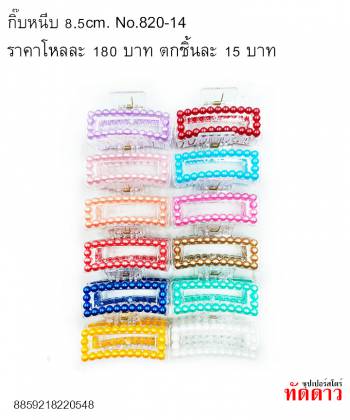 กิ๊บหนีบ 8.5cm. No.820-14
ราคาโหลละ 180 บาท ตกชิ้นละ 15 บาท
ซุปเปอร์สโตร์
ทัดดาว
8859218220548